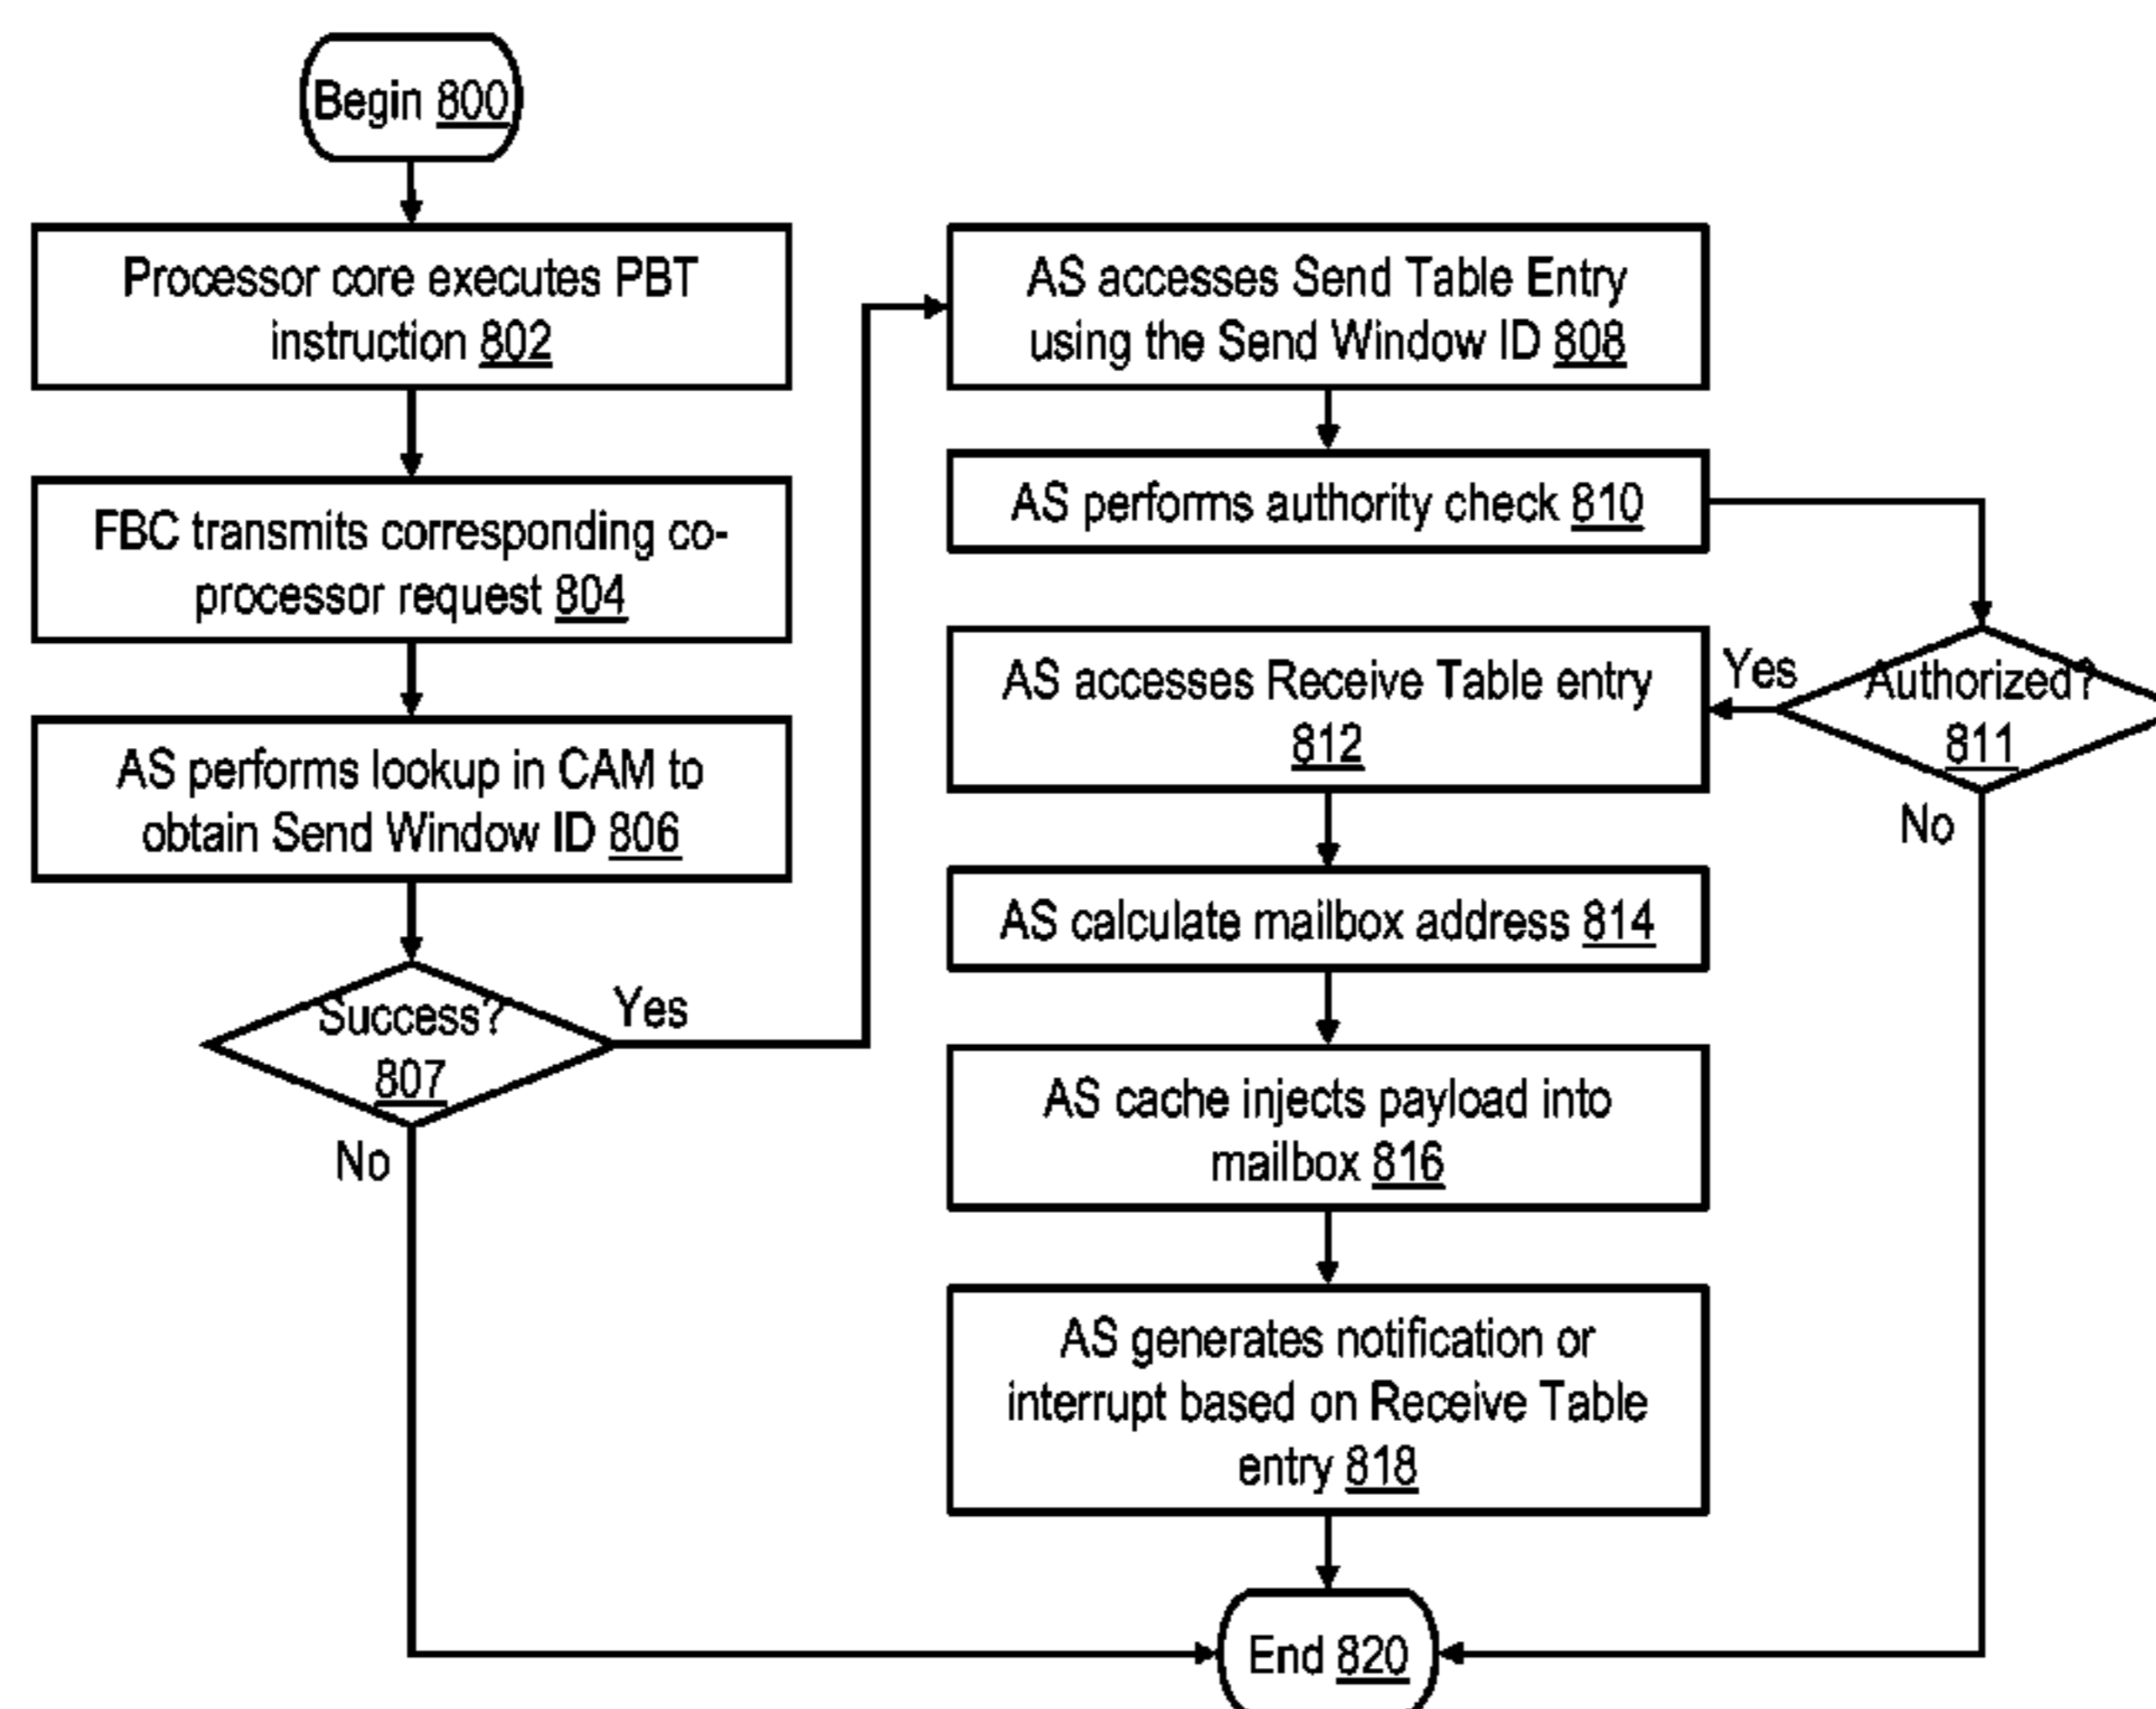 Begin 800
Processor core executes PBT
instruction 802
FBC transmits corresponding co-
processor request 804
AS performs lookup in CAM to
obtain Send Window ID 806
Success?
807
Yes
No
AS accesses Send Table Entry
using the Send Window ID 808
AS performs authority check 810
Authorized?
811
Yes
No
AS accesses Receive Table entry
812
AS calculate mailbox address 814
AS cache injects payload into
mailbox 816
AS generates notification or
interrupt based on Receive Table
entry 818
End 820